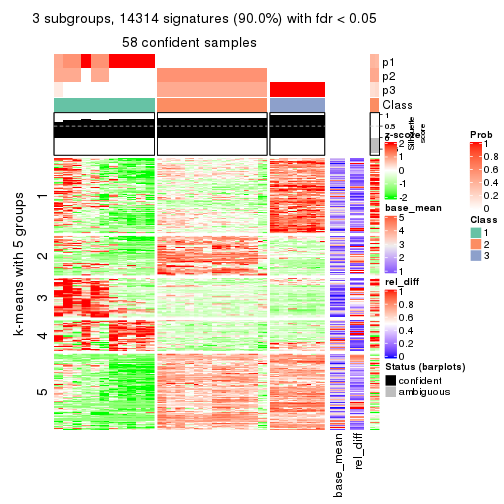 3 subgroups, 14314 signatures (90.0%) with fdr < 0.05
58 confident samples
p1
p2
p3
Class
1
0.5
0
Silhouette
score
k-means with 5 groups
1
2
3
4
5
base_mean
rel_diff
z-score
2
1
0
-1
-2
base_mean
5
4
3
2
1
rel_diff
1
0.8
0.6
0.4
0.2
0
Status (barplots)
confident
ambiguous
Prob
1
0.8
0.6
0.4
0.2
0
Class
1
2
3